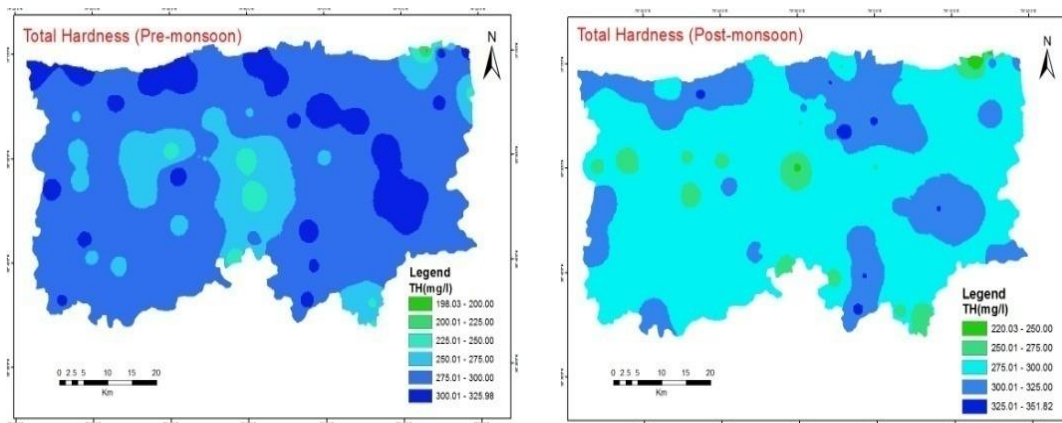 Total Hardness (Pre-monsoon)
N
Legend
TH(mg/l)
198.03 - 200.00
200.01 - 225.00
225.01 - 250.00
250.01 - 275.00
275.01 - 300.00
300.01 - 325.98
0 2.5 5 10 15 20
Km
Total Hardness (Post-monsoon)
N
Legend
TH(mg/l)
220.03 - 250.00
250.01 - 275.00
275.01 - 300.00
300.01 - 325.00
325.01 - 351.82
0 2.5 5 10 15 20
Km